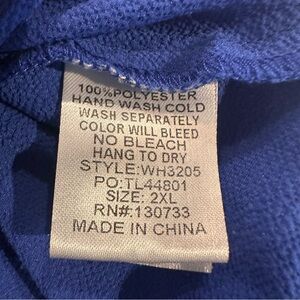 100%POLYESTER
HAND WASH COLD
WASH SEPARATELY
COLOR WILL BLEED
NO BLEACH
HANG TO DRY
STYLE:WH3205
PO:TL44801
SIZE: 2XL
RN#:130733
MADE IN CHINA